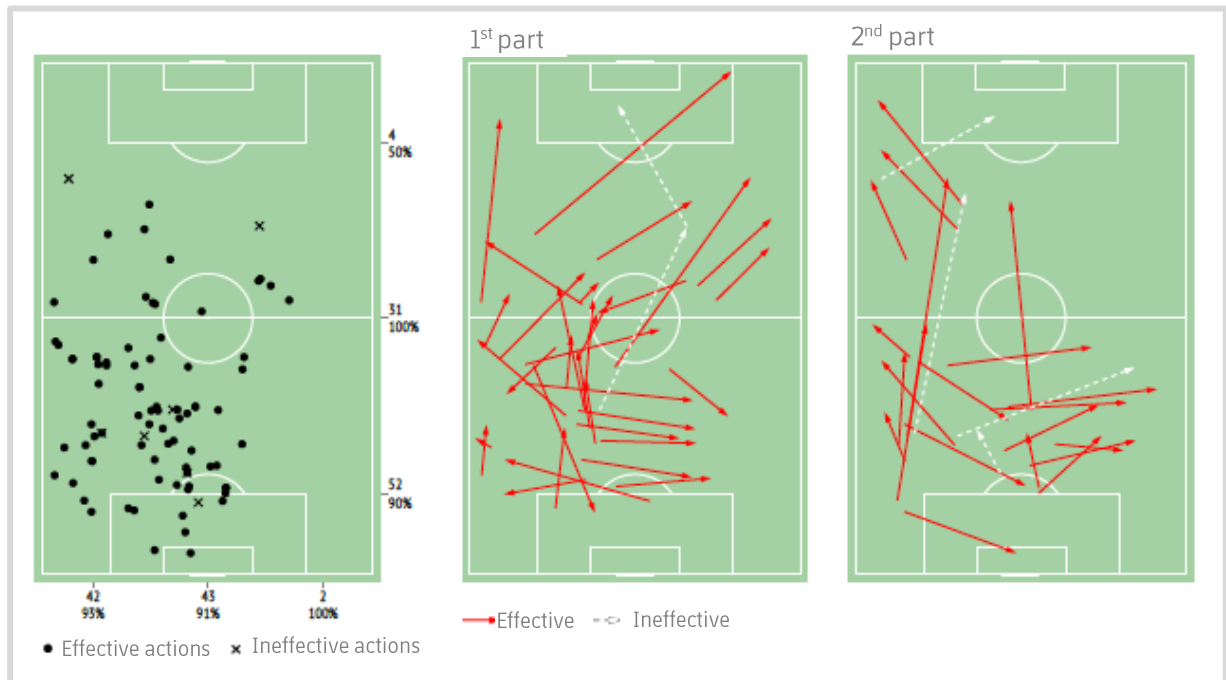 1st part
2nd part
4
50%
31
100%
52
90%
42
93%
43
91%
2
100%
Effective
Ineffective
Effective actions
Ineffective actions